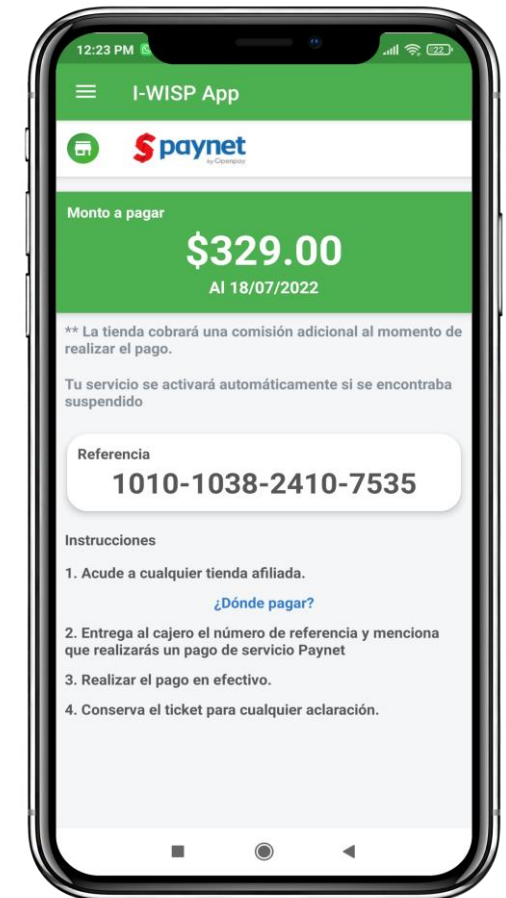 12:23 PM
22
I-WISP App
paynet
by Openpay
Monto a pagar
$329.00
Al 18/07/2022
** La tienda cobrará una comisión adicional al momento de
realizar el pago.
Tu servicio se activará automáticamente si se encontraba
suspendido
Referencia
1010-1038-2410-7535
Instrucciones
1. Acude a cualquier tienda afiliada.
¿Dónde pagar?
2. Entrega al cajero el número de referencia y menciona
que realizarás un pago de servicio Paynet
3. Realizar el pago en efectivo.
4. Conserva el ticket para cualquier aclaración.